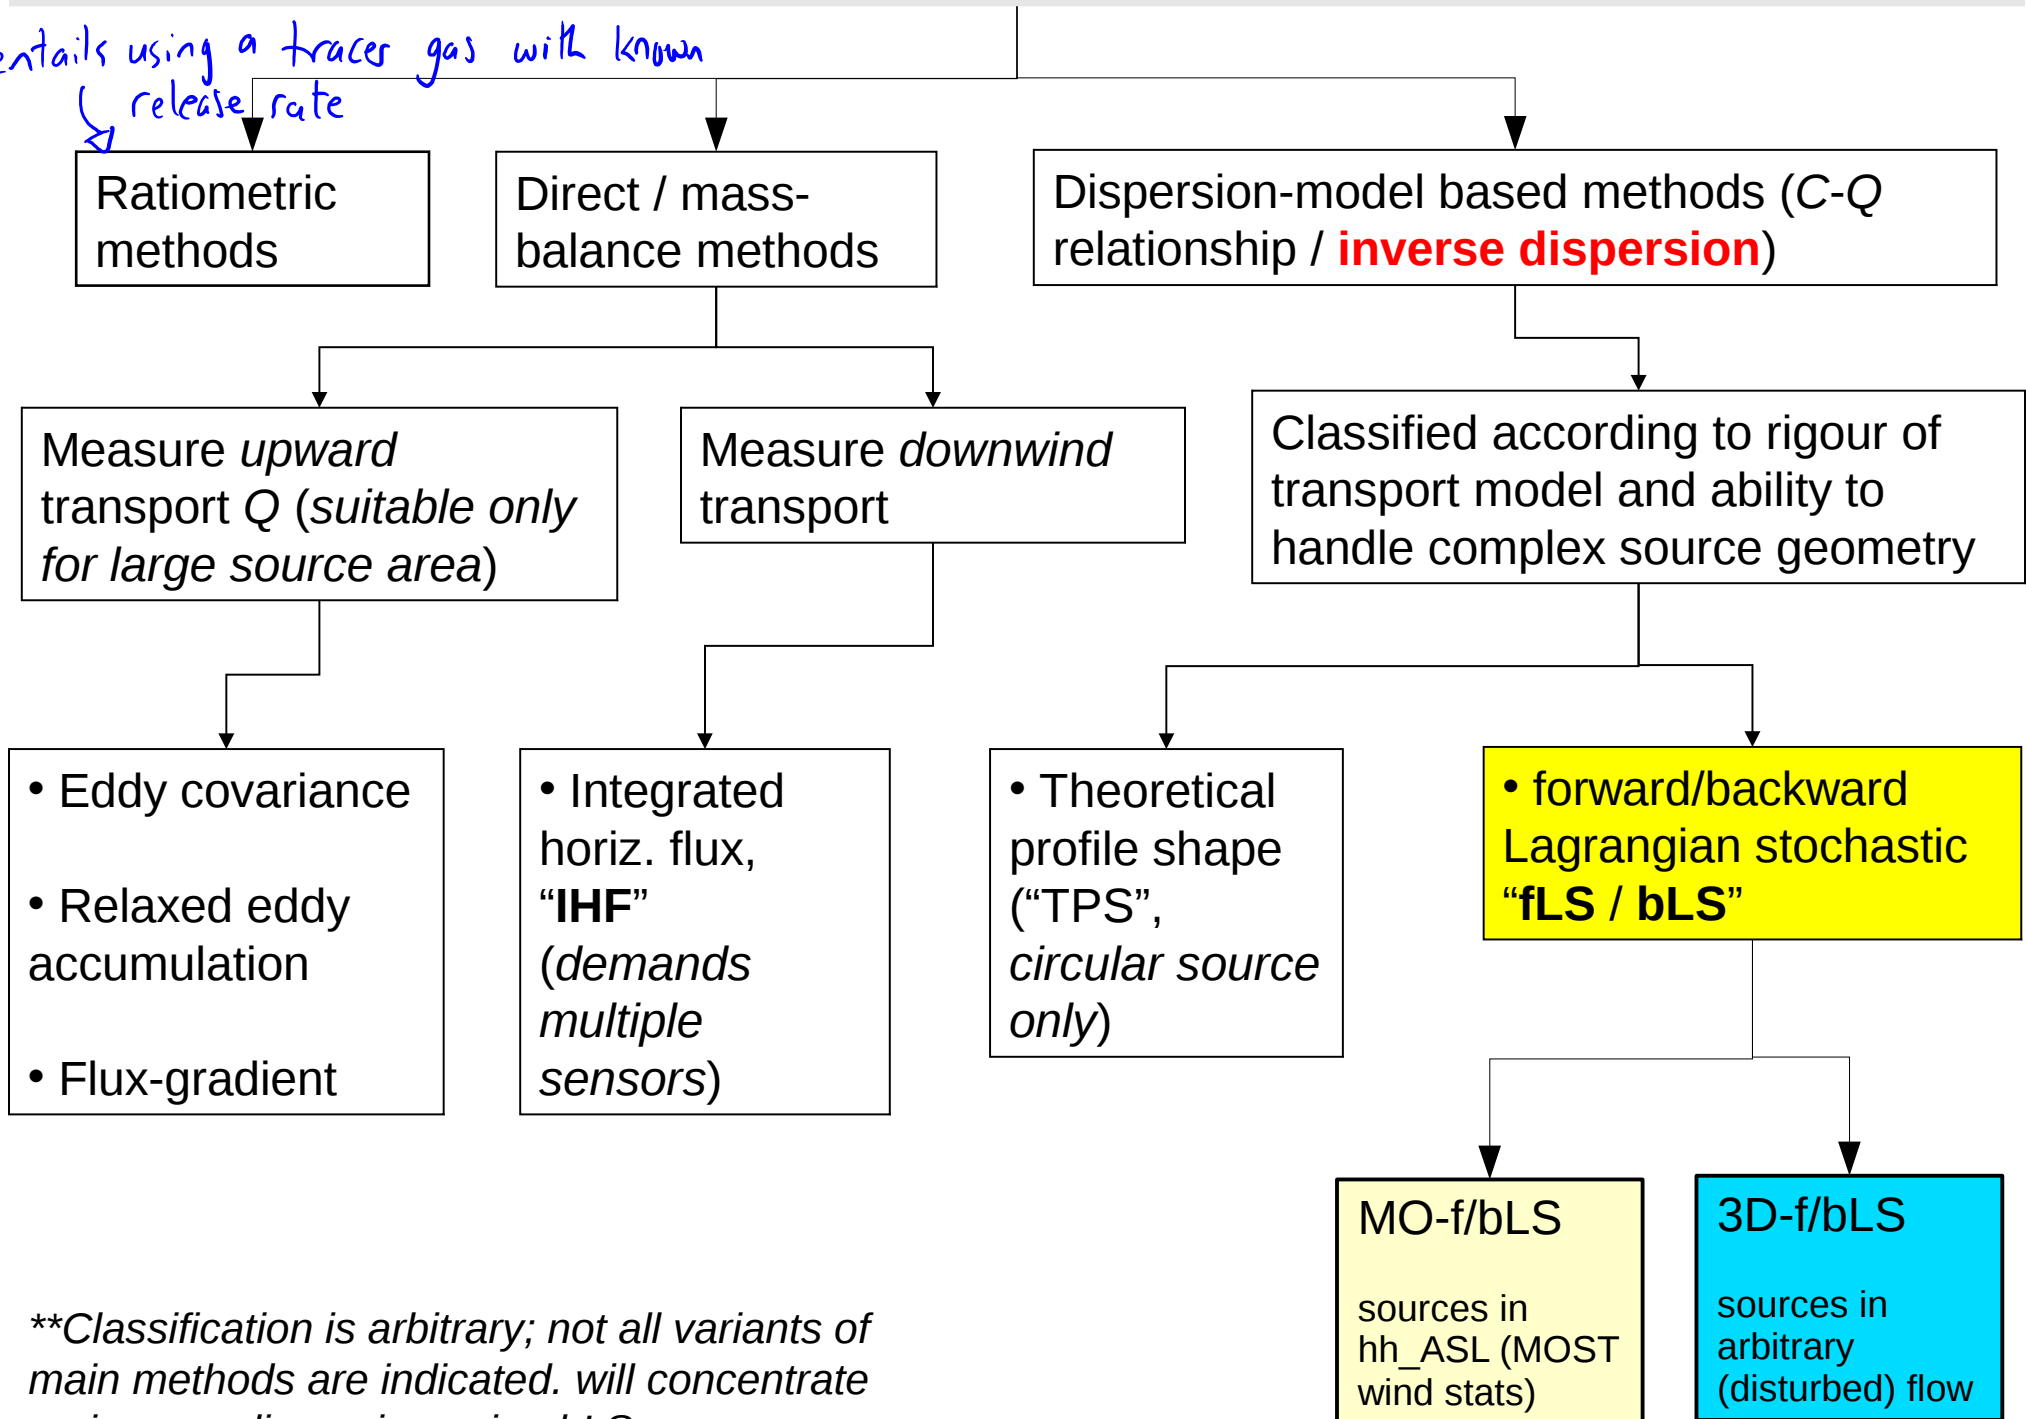 entails using a tracer gas with known
release rate
Ratiometric
methods
Direct / mass-
balance methods
Dispersion-model based methods (C-Q
relationship / inverse dispersion)
Measure upward
transport Q (suitable only
for large source area)
Measure downwind
transport
Classified according to rigour of
transport model and ability to
handle complex source geometry
• Eddy covariance
• Relaxed eddy
accumulation
• Flux-gradient
• Integrated
horiz. flux,
“IHF”
(demands
multiple
sensors)
• Theoretical
profile shape
(“TPS”,
circular source
only)
• forward/backward
Lagrangian stochastic
“fLS / bLS”
MO-f/bLS
sources in
hh_ASL (MOST
wind stats)
3D-f/bLS
sources in
arbitrary
(disturbed) flow
**Classification is arbitrary; not all variants of
main methods are indicated. will concentrate